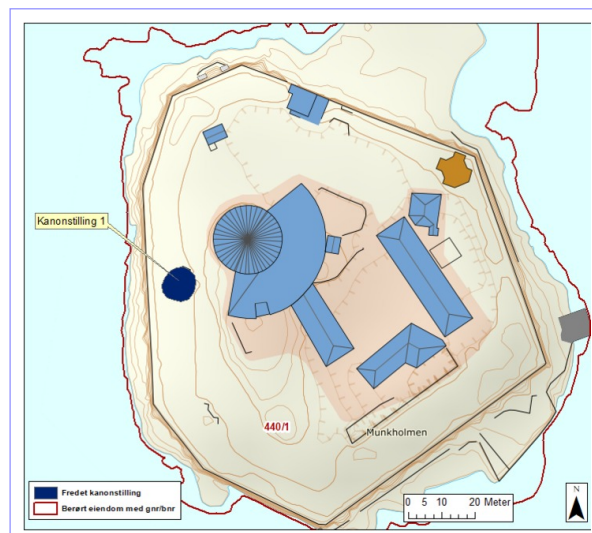 Kanonstilling 1
440/1
Munkholmen
Fredet kanonstilling
Berørt eiendom med gnr/bnr
0 5 10 20 Meter
N